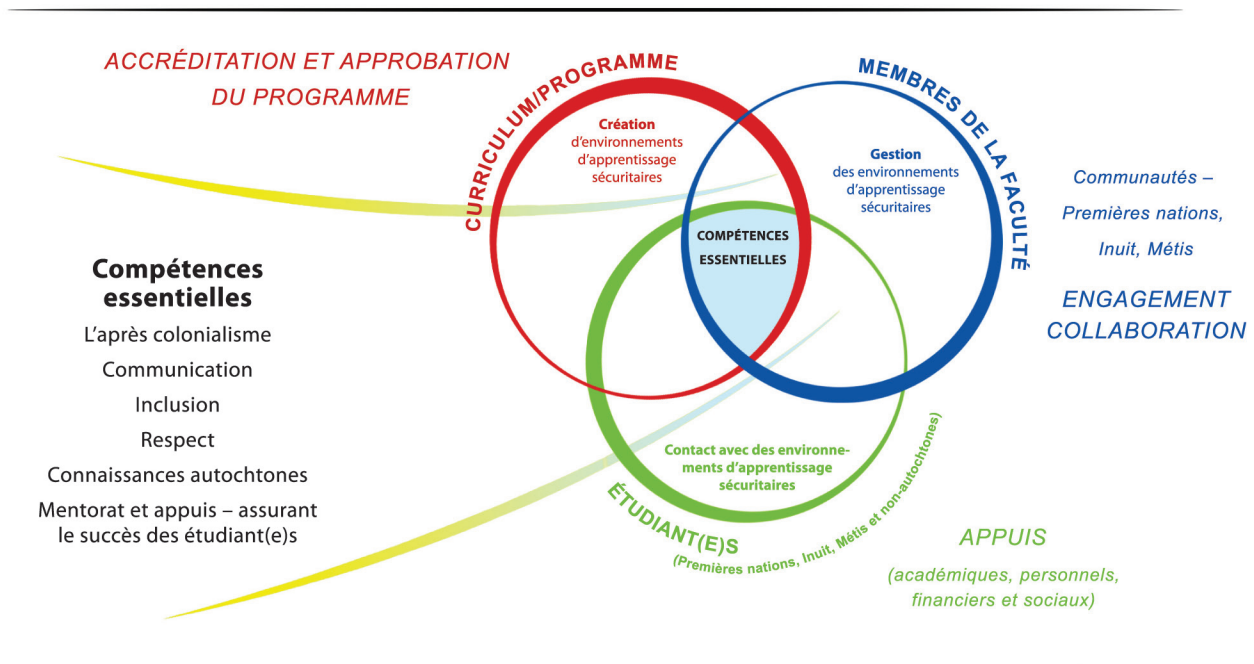 ACCRÉDITATION ET APPROBATION
DU PROGRAMME
CURRICULUM/PROGRAMME
Création
d'environnements
d'apprentissage
sécuritaires
MEMBRES DE LA FACULTÉ
Gestion
des environnements
d'apprentissage
sécuritaires
Communautés –
Premières nations,
Inuit, Métis
ENGAGEMENT
COLLABORATION
COMPÉTENCES
ESSENTIELLES
Compétences
essentielles
L'après colonialisme
Communication
Inclusion
Respect
Connaissances autochtones
Mentorat et appuis – assurant
le succès des étudiant(e)s
Contact avec des environne-
ments d'apprentissage
sécuritaires
ÉTUDIANT(E)S
(Premières nations, Inuit, Métis et non-autochtones)
APPUIS
(académiques, personnels,
financiers et sociaux)